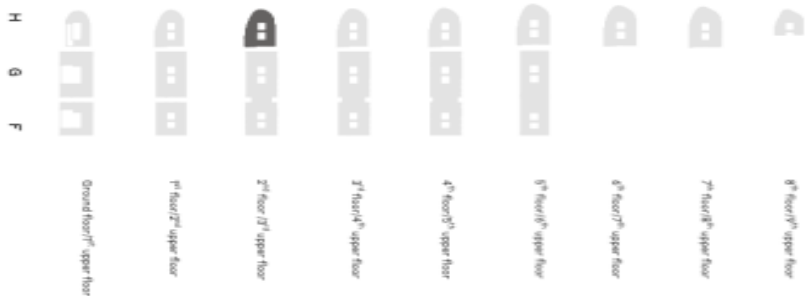 H
G
F
Ground floor/1st upper floor
1st floor/2nd upper floor
2nd floor/3rd upper floor
3rd floor/4th upper floor
4th floor/5th upper floor
5th floor/6th upper floor
6th floor/7th upper floor
7th floor/8th upper floor
8th floor/9th upper floor